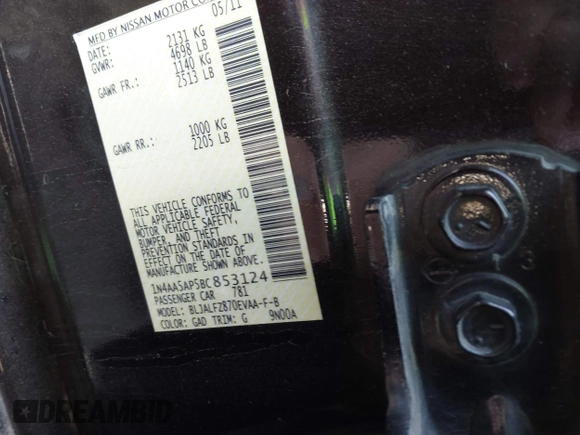 MFD BY NISSAN MOTOR CO
DATE: 05/11
GVWR: 2131 KG
4698 LB
GAWR FR.: 1140 KG
2513 LB
GAWR RR.: 1000 KG
2205 LB
THIS VEHICLE CONFORMS TO
ALL APPLICABLE FEDERAL
MOTOR VEHICLE SAFETY,
BUMPER, AND THEFT
PREVENTION STANDARDS IN
EFFECT ON THE DATE OF
MANUFACTURE SHOWN ABOVE.
1N4AA5AP5BC853124
PASSENGER CAR 781
MODEL: BLJALFZ870EVAA-F-B
COLOR: GAD TRIM: G 9N00A
DREAMBID